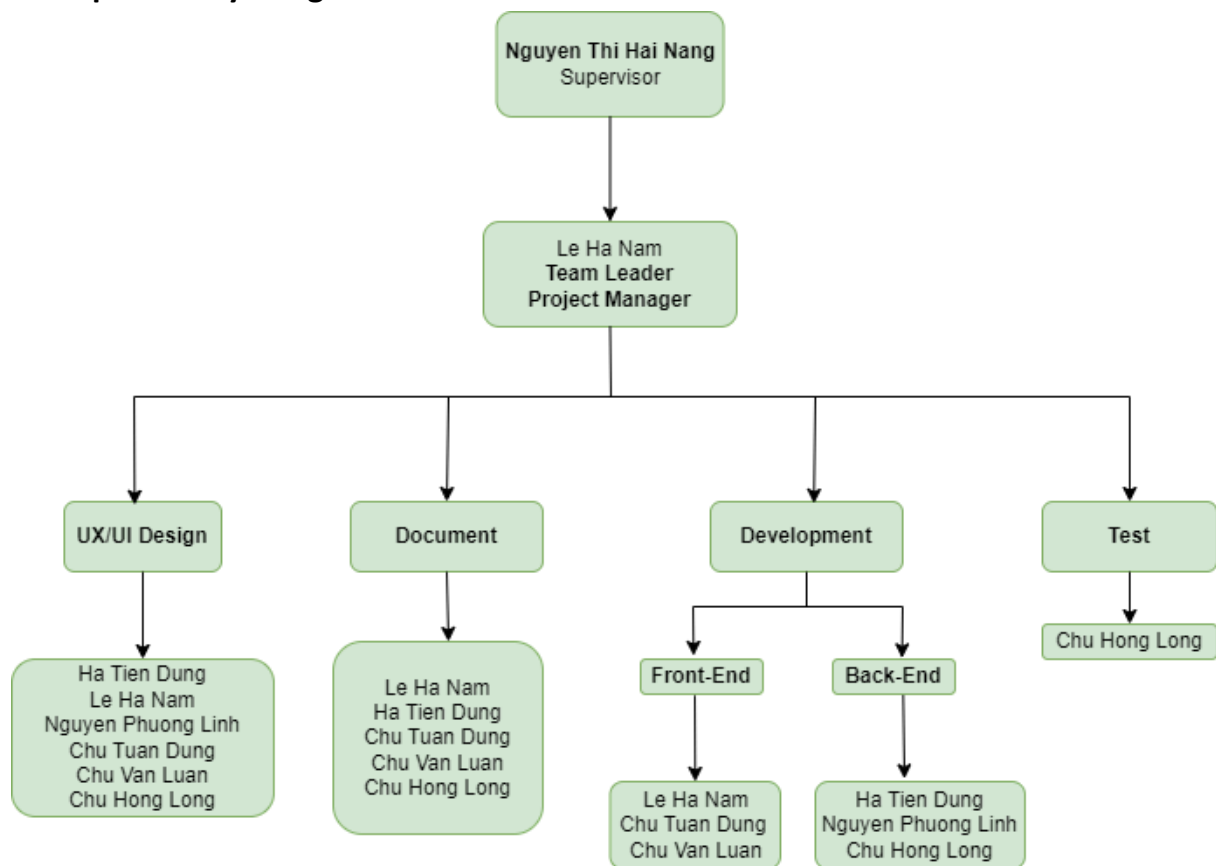 Nguyen Thi Hai Nang
Supervisor
Le Ha Nam
Team Leader
Project Manager
UX/UI Design
Document
Development
Test
Ha Tien Dung
Le Ha Nam
Nguyen Phuong Linh
Chu Tuan Dung
Chu Van Luan
Chu Hong Long
Le Ha Nam
Ha Tien Dung
Chu Tuan Dung
Chu Van Luan
Chu Hong Long
Front-End
Back-End
Le Ha Nam
Chu Tuan Dung
Chu Van Luan
Ha Tien Dung
Nguyen Phuong Linh
Chu Hong Long
Chu Hong Long